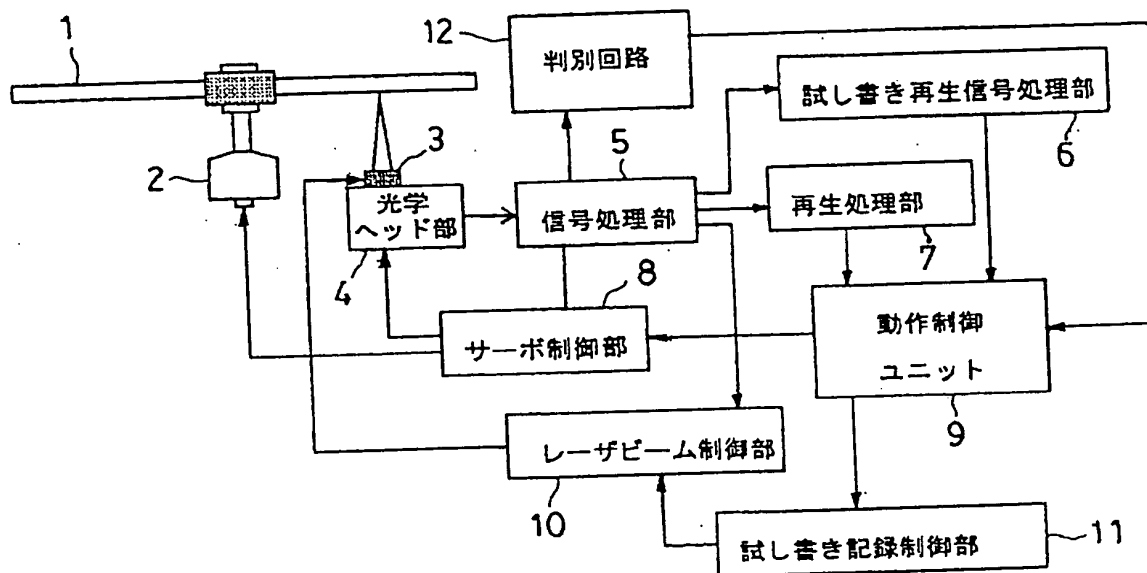 1
12
判別回路
試し書き再生信号処理部
6
2
3
光学
ヘッド部
4
5
信号処理部
再生処理部
7
8
サーボ制御部
動作制御
ユニット
9
レーザビーム制御部
10
試し書き記録制御部
11